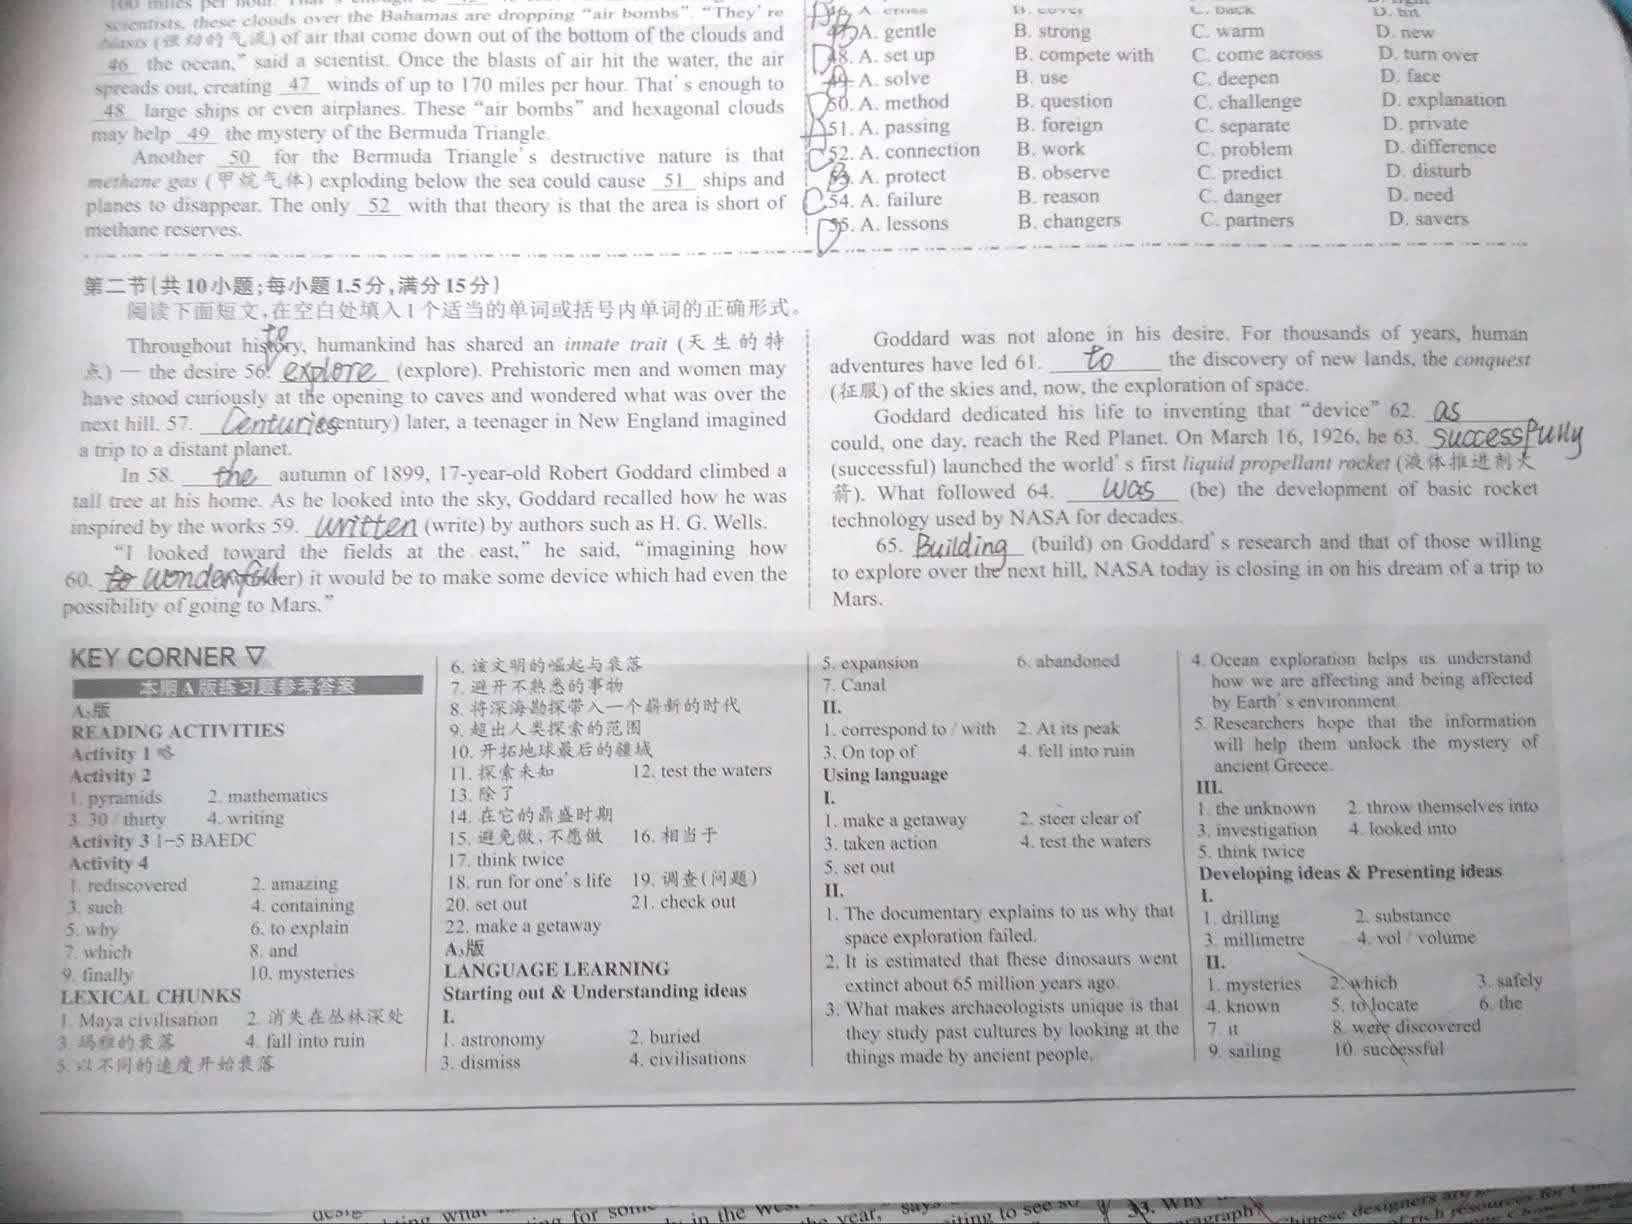 scientists, these clouds over the Bahamas are dropping “air bombs”. “They’re
blasts (强劲的气流) of air that come down out of the bottom of the clouds and
46 the ocean,” said a scientist. Once the blasts of air hit the water, the air
spreads out, creating 47 winds of up to 170 miles per hour. That’s enough to
48 large ships or even airplanes. These “air bombs” and hexagonal clouds
may help 49 the mystery of the Bermuda Triangle.
Another 50 for the Bermuda Triangle’s destructive nature is that
methane gas (甲烷气体) exploding below the sea could cause 51 ships and
planes to disappear. The only 52 with that theory is that the area is short of
methane reserves.
46. A. cross B. cover C. back D. hit
A. gentle B. strong C. warm D. new
48. A. set up B. compete with C. come across D. turn over
49. A. solve B. use C. deepen D. face
50. A. method B. question C. challenge D. explanation
51. A. passing B. foreign C. separate D. private
C 52. A. connection B. work C. problem D. difference
53. A. protect B. observe C. predict D. disturb
C 54. A. failure B. reason C. danger D. need
D 55. A. lessons B. changers C. partners D. savers
第二节(共10小题;每小题1.5分,满分15分)
阅读下面短文,在空白处填入1个适当的单词或括号内单词的正确形式。
to
Throughout history, humankind has shared an innate trait (天生的特
点) — the desire 56. explore (explore). Prehistoric men and women may
have stood curiously at the opening to caves and wondered what was over the
next hill. 57. Centuries (century) later, a teenager in New England imagined
a trip to a distant planet.
In 58. the autumn of 1899, 17-year-old Robert Goddard climbed a
tall tree at his home. As he looked into the sky, Goddard recalled how he was
inspired by the works 59. written (write) by authors such as H. G. Wells.
“I looked toward the fields at the east,” he said, “imagining how
60. to wonderful (wonder) it would be to make some device which had even the
possibility of going to Mars.”
Goddard was not alone in his desire. For thousands of years, human
adventures have led 61. to the discovery of new lands, the conquest
(征服) of the skies and, now, the exploration of space.
Goddard dedicated his life to inventing that “device” 62. as
could, one day, reach the Red Planet. On March 16, 1926, he 63. successfully
(successful) launched the world’s first liquid propellant rocket (液体推进剂火
箭). What followed 64. was (be) the development of basic rocket
technology used by NASA for decades.
65. Building (build) on Goddard’s research and that of those willing
to explore over the next hill, NASA today is closing in on his dream of a trip to
Mars.
KEY CORNER ▽
本期A版练习题参考答案
A₂版
READING ACTIVITIES
Activity 1 略
Activity 2
1. pyramids 2. mathematics
3. 30 / thirty 4. writing
Activity 3 1-5 BAEDC
Activity 4
1. rediscovered 2. amazing
3. such 4. containing
5. why 6. to explain
7. which 8. and
9. finally 10. mysteries
LEXICAL CHUNKS
1. Maya civilisation 2. 消失在丛林深处
3. 玛雅的衰落 4. fall into ruin
5. 以不同的速度开始衰落
6. 该文明的崛起与衰落
7. 避开不熟悉的事物
8. 将深海勘探带入一个崭新的时代
9. 超出人类探索的范围
10. 开拓地球最后的疆域
11. 探索未知 12. test the waters
13. 除了
14. 在它的鼎盛时期
15. 避免做,不愿做 16. 相当于
17. think twice
18. run for one’s life 19. 调查(问题)
20. set out 21. check out
22. make a getaway
A₃版
LANGUAGE LEARNING
Starting out & Understanding ideas
I.
1. astronomy 2. buried
3. dismiss 4. civilisations
5. expansion 6. abandoned
7. Canal
II.
1. correspond to / with 2. At its peak
3. On top of 4. fell into ruin
Using language
I.
1. make a getaway 2. steer clear of
3. taken action 4. test the waters
5. set out
II.
1. The documentary explains to us why that
space exploration failed.
2. It is estimated that these dinosaurs went
extinct about 65 million years ago.
3. What makes archaeologists unique is that
they study past cultures by looking at the
things made by ancient people.
4. Ocean exploration helps us understand
how we are affecting and being affected
by Earth’s environment.
5. Researchers hope that the information
will help them unlock the mystery of
ancient Greece.
III.
1. the unknown 2. throw themselves into
3. investigation 4. looked into
5. think twice
Developing ideas & Presenting ideas
I.
1. drilling 2. substance
3. millimetre 4. vol / volume
II.
1. mysteries 2. which 3. safely
4. known 5. to locate 6. the
7. it 8. were discovered
9. sailing 10. successful
for some
in the west
year,” says
iting to see so
33. Why
paragraph?
Chinese designers are
rich resources for